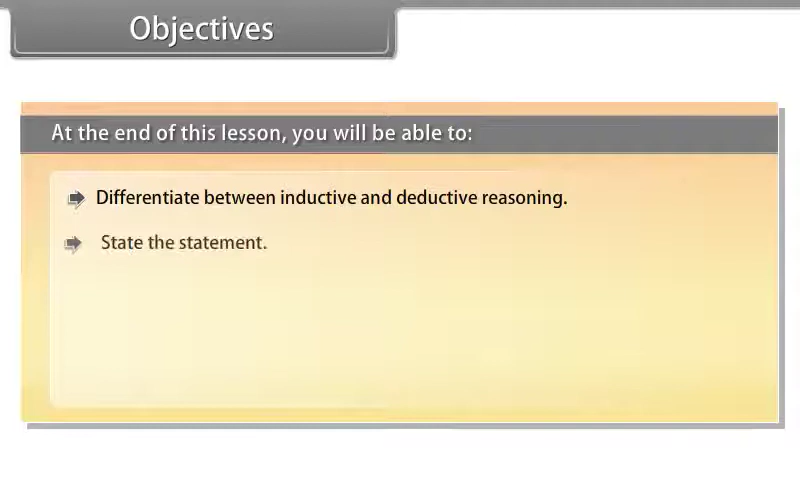 Objectives
At the end of this lesson, you will be able to:
Differentiate between inductive and deductive reasoning.
State the statement.